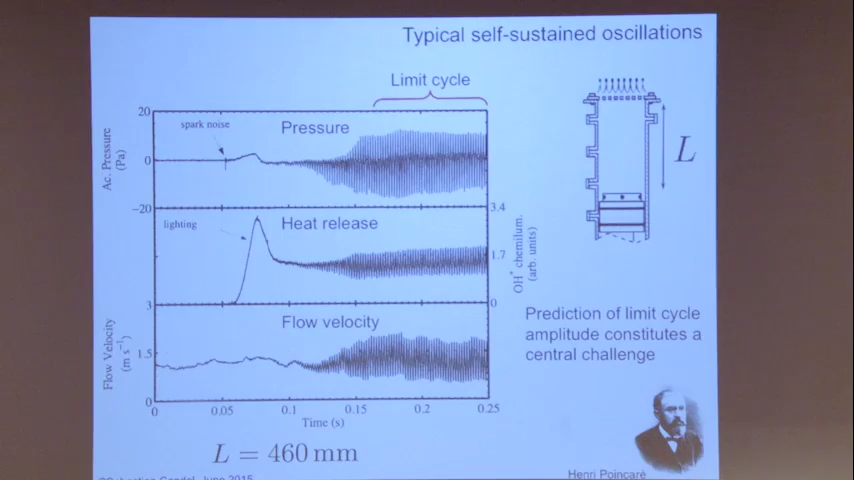 Typical self-sustained oscillations
Limit cycle
20
spark noise
Pressure
Ac. Pressure
(Pa)
0
L
−20
3.4
lighting
Heat release
1.7
OH* chemilum.
(arb. units)
3
0
Flow velocity
Flow Velocity
(m s⁻¹)
1.5
0
0 0.05 0.1 0.15 0.2 0.25
Time (s)
Prediction of limit cycle
amplitude constitutes a
central challenge
L = 460 mm
June 2015
Henri Poincaré